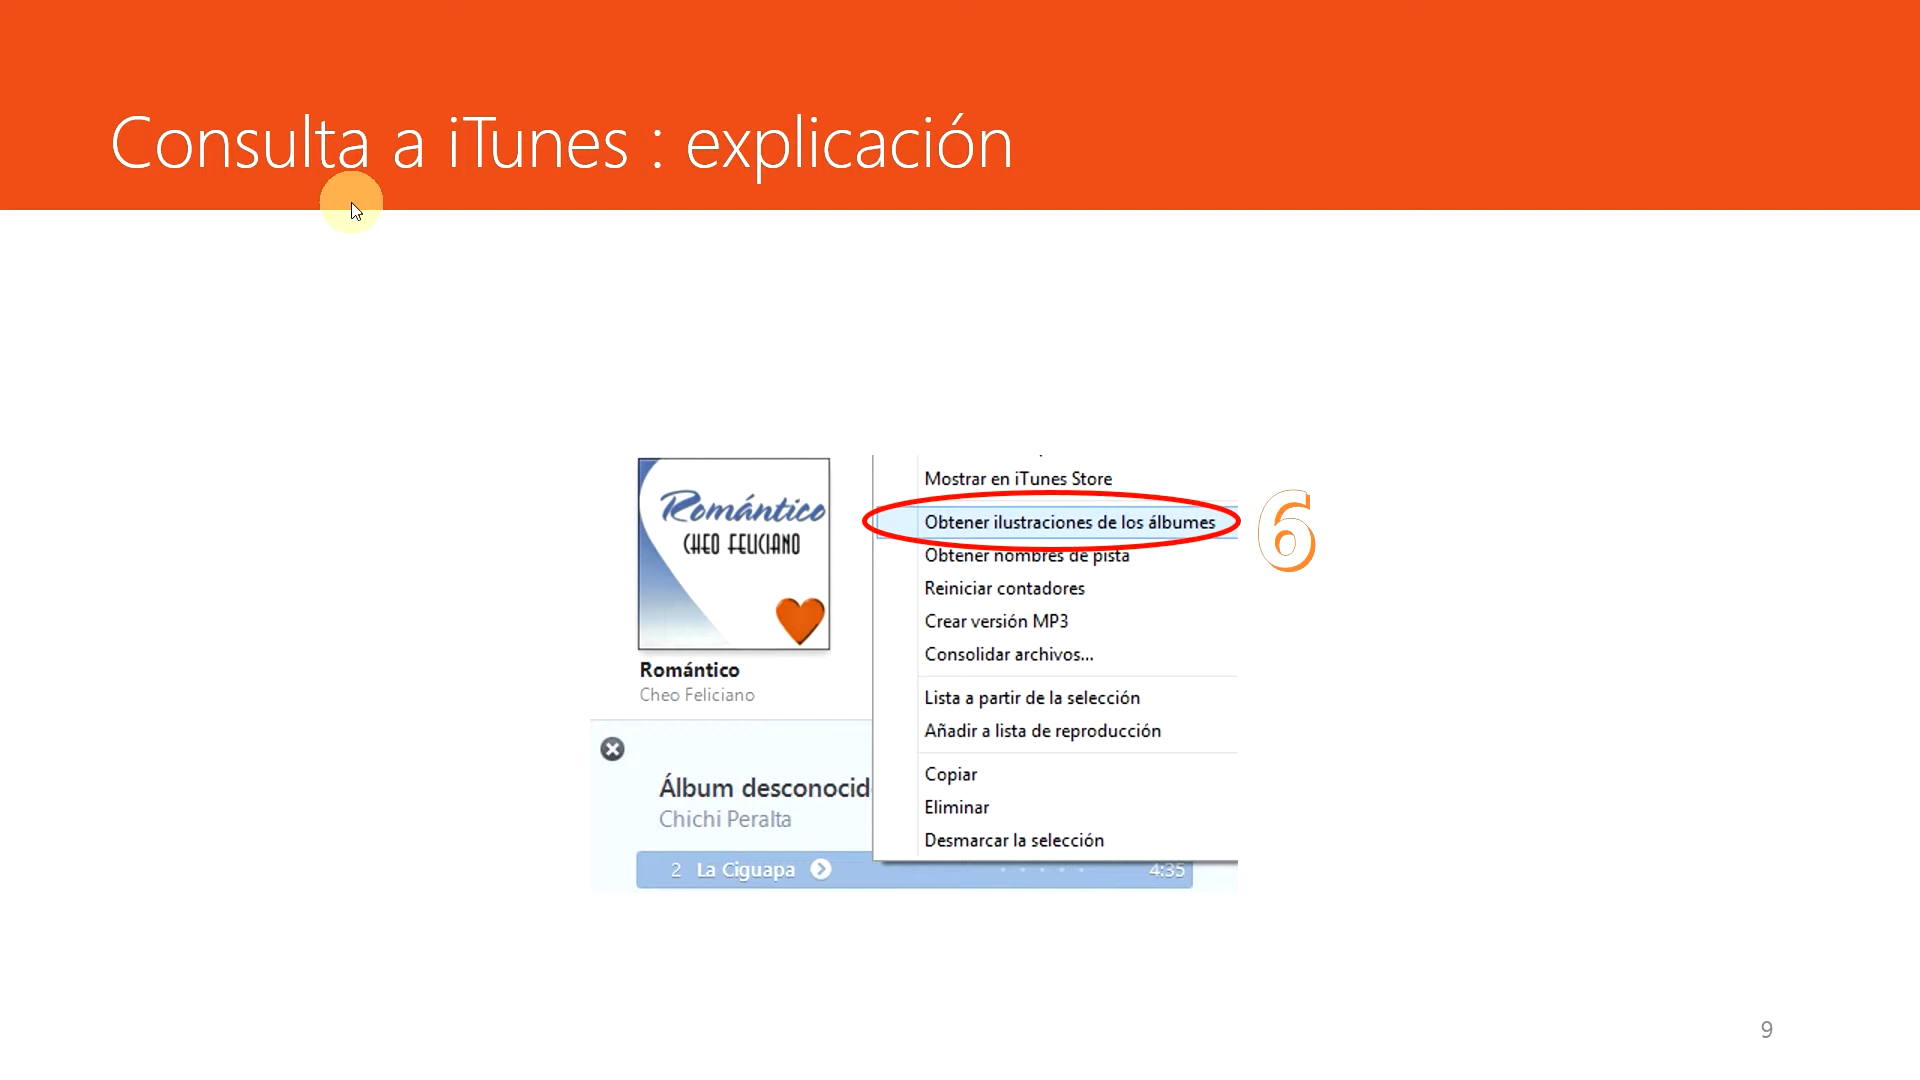 Consulta a iTunes : explicación
Romántico
CHEO FELICIANO
Romántico
Cheo Feliciano
Álbum desconocid
Chichi Peralta
2 La Ciguapa 4:35
Mostrar en iTunes Store
Obtener ilustraciones de los álbumes
Obtener nombres de pista
Reiniciar contadores
Crear versión MP3
Consolidar archivos...
Lista a partir de la selección
Añadir a lista de reproducción
Copiar
Eliminar
Desmarcar la selección
6
9